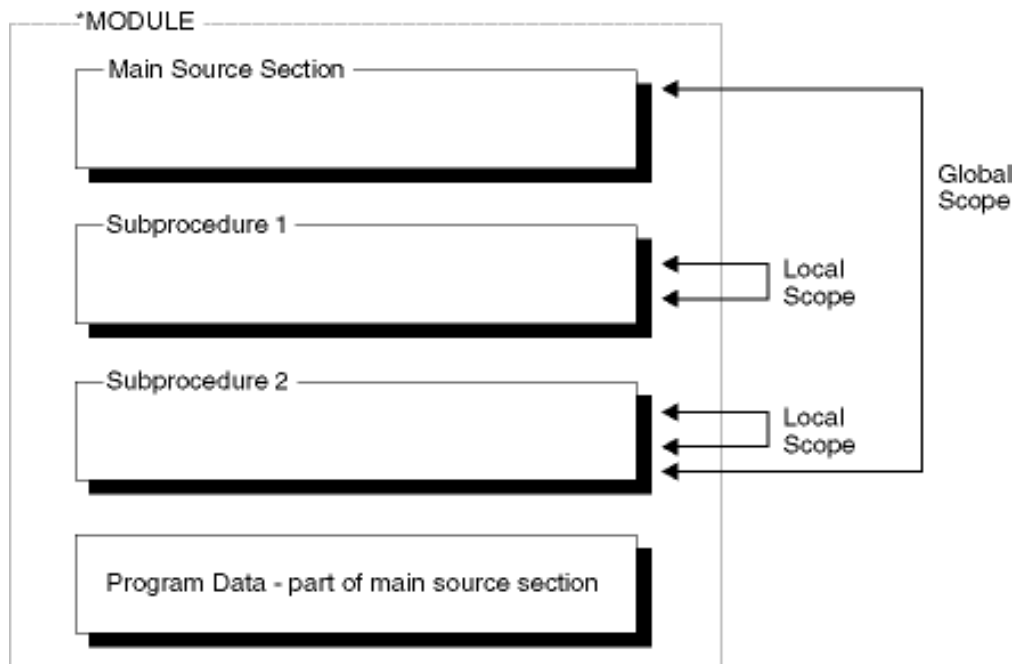 *MODULE
Main Source Section
Global
Scope
Subprocedure 1
Local
Scope
Subprocedure 2
Local
Scope
Program Data - part of main source section